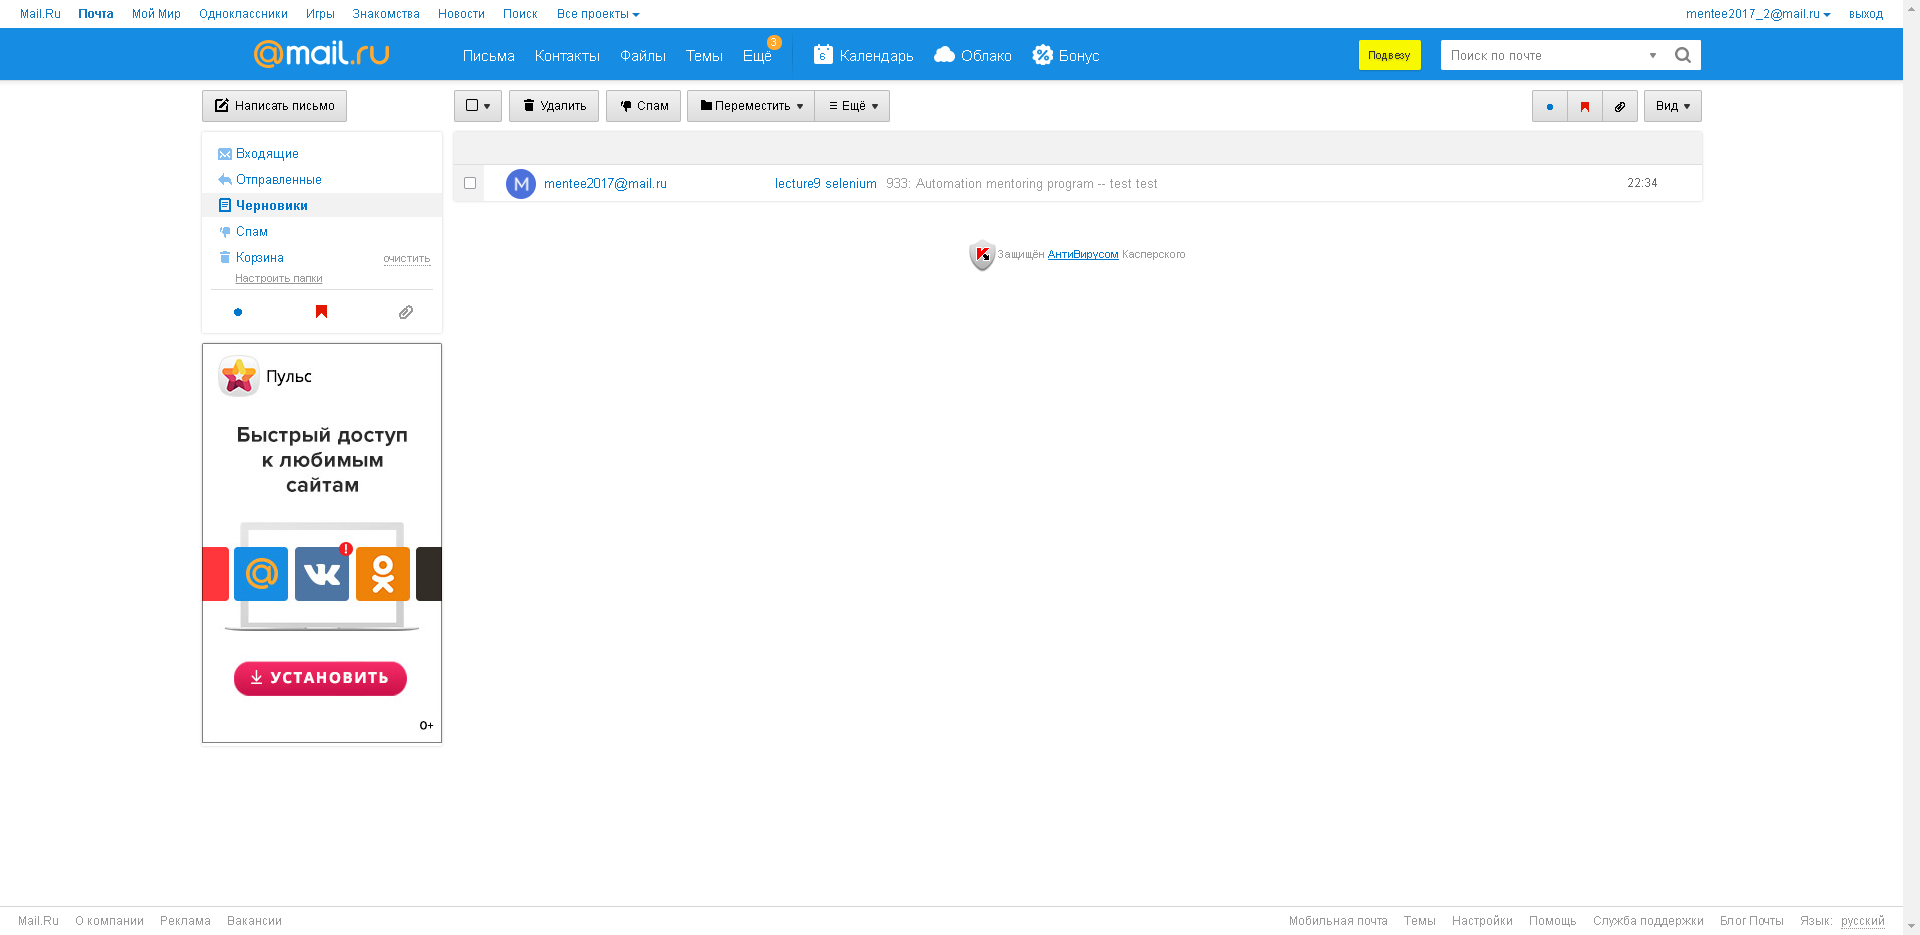 Mail.Ru Почта Мой Мир Одноклассники Игры Знакомства Новости Поиск Все проекты mentee2017_2@mail.ru выход
@mail.ru Письма Контакты Файлы Темы Ещё 3 6 Календарь Облако Бонус Подвезу Поиск по почте
Написать письмо Удалить Спам Переместить Ещё Вид
Входящие
Отправленные
Черновики
Спам
Корзина очистить
Настроить папки
M mentee2017@mail.ru lecture9 selenium 933: Automation mentoring program -- test test 22:34
Защищён АнтиВирусом Касперского
Пульс
Быстрый доступ
к любимым
сайтам
УСТАНОВИТЬ
0+
Mail.Ru О компании Реклама Вакансии Мобильная почта Темы Настройки Помощь Служба поддержки Блог Почты Язык: русский